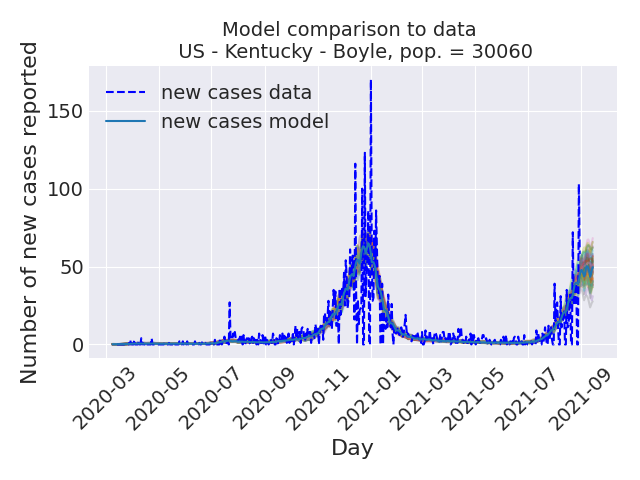 Model comparison to data
US - Kentucky - Boyle, pop. = 30060
Number of new cases reported
150
100
50
0
new cases data
new cases model
2020-03
2020-05
2020-07
2020-09
2020-11
2021-01
2021-03
2021-05
2021-07
2021-09
Day